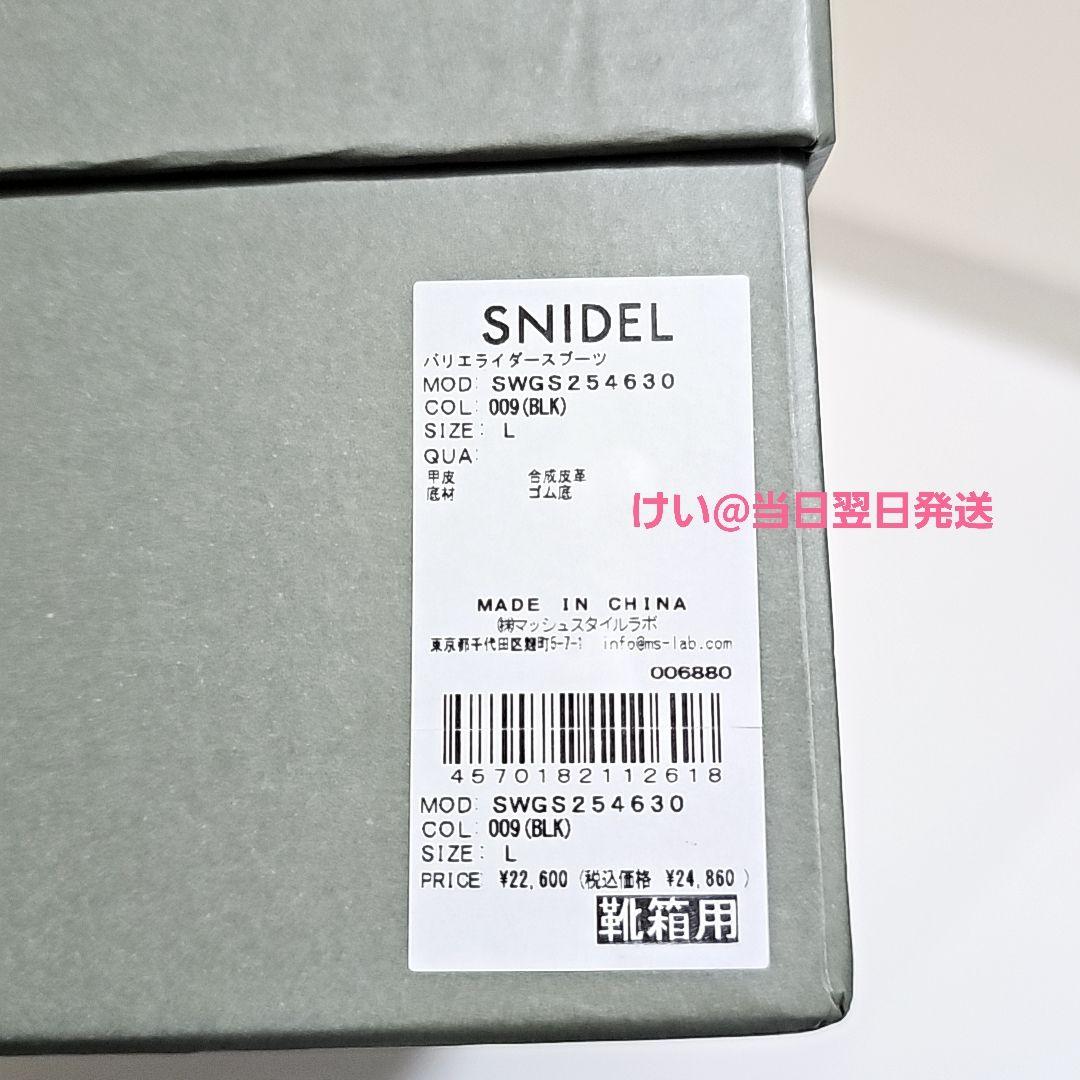 SNIDEL
バリエライダースブーツ
MOD: SWGS254630
COL: 009(BLK)
SIZE: L
QUA:
甲皮 合成皮革
底材 ゴム底
けい@当日翌日発送
MADE IN CHINA
㈱マッシュスタイルラボ
東京都千代田区麹町5-7-1 info@ms-lab.com
006880
4570182112618
MOD: SWGS254630
COL: 009(BLK)
SIZE: L
PRICE ¥22,600 (税込価格 ¥24,860 )
靴箱用